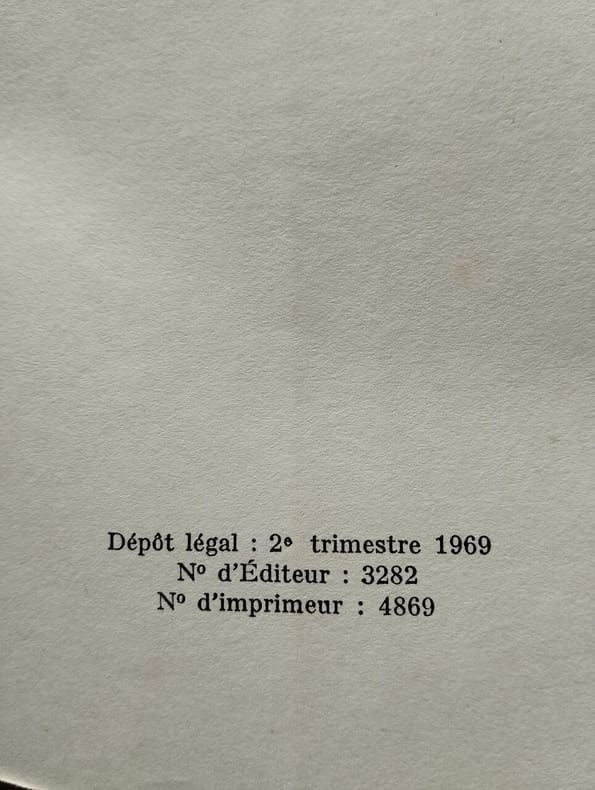 Dépôt légal : 2e trimestre 1969
No d'Éditeur : 3282
No d'imprimeur : 4869